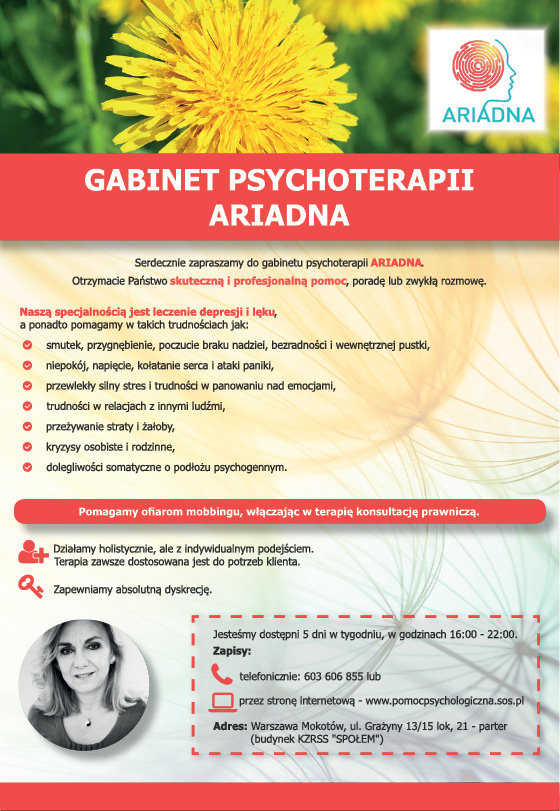 ARIADNA
GABINET PSYCHOTERAPII
ARIADNA
Serdecznie zapraszamy do gabinetu psychoterapii ARIADNA.
Otrzymacie Państwo skuteczną i profesjonalną pomoc, poradę lub zwykłą rozmowę.
Naszą specjalnością jest leczenie depresji i lęku,
a ponadto pomagamy w takich trudnościach jak:
smutek, przygnębienie, poczucie braku nadziei, bezradności i wewnętrznej pustki,
niepokój, napięcie, kołatanie serca i ataki paniki,
przewlekły silny stres i trudności w panowaniu nad emocjami,
trudności w relacjach z innymi ludźmi,
przeżywanie straty i żałoby,
kryzysy osobiste i rodzinne,
dolegliwości somatyczne o podłożu psychogennym.
Pomagamy ofiarom mobbingu, włączając w terapię konsultację prawniczą.
Działamy holistycznie, ale z indywidualnym podejściem.
Terapia zawsze dostosowana jest do potrzeb klienta.
Zapewniamy absolutną dyskrecję.
Jesteśmy dostępni 5 dni w tygodniu, w godzinach 16:00 - 22:00.
Zapisy:
telefonicznie: 603 606 855 lub
przez stronę internetową - www.pomocpsychologiczna.sos.pl
Adres: Warszawa Mokotów, ul. Grażyny 13/15 lok, 21 - parter
(budynek KZRSS "SPOŁEM")